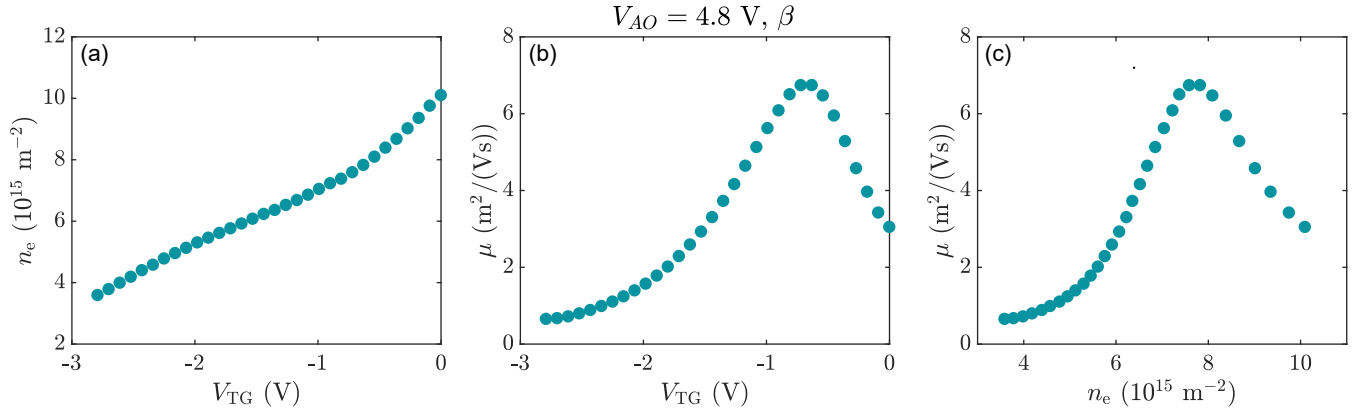 V_AO = 4.8 V, β
(a)
12
10
8
6
4
2
n_e (10^15 m^−2)
-3
-2
-1
0
V_TG (V)
(b)
8
6
4
2
0
μ (m^2/(Vs))
-3
-2
-1
0
V_TG (V)
(c)
8
6
4
2
0
μ (m^2/(Vs))
4
6
8
10
n_e (10^15 m^−2)